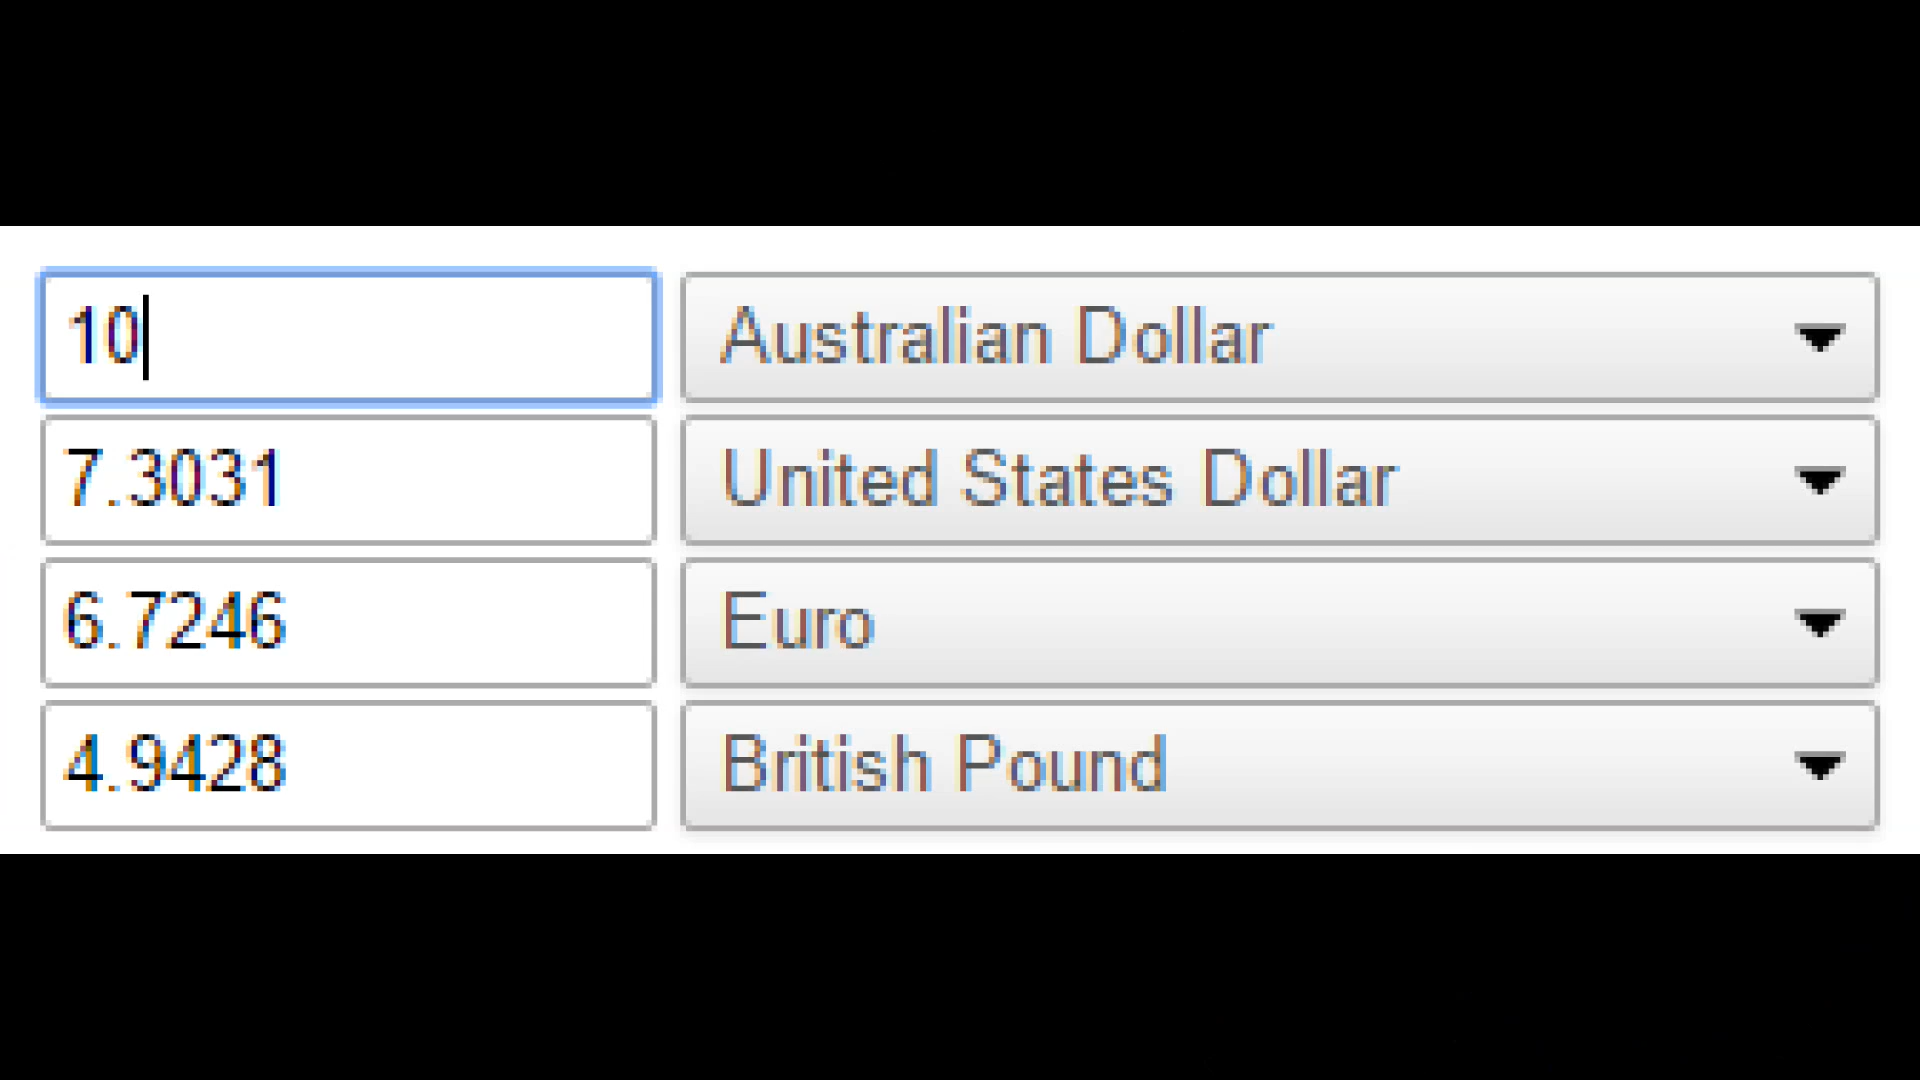 10 Australian Dollar
7.3031 United States Dollar
6.7246 Euro
4.9428 British Pound